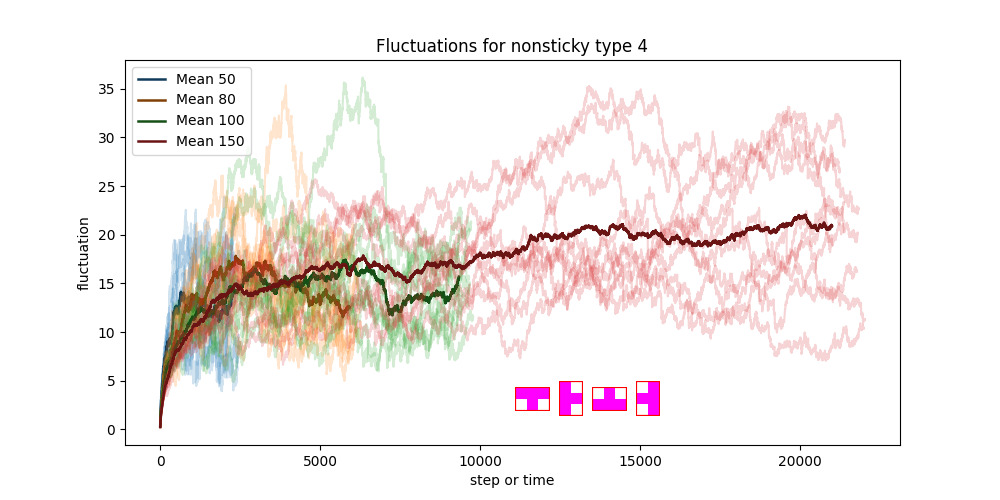 Fluctuations for nonsticky type 4
Mean 50
Mean 80
Mean 100
Mean 150
fluctuation
35
30
25
20
15
10
5
0
0 5000 10000 15000 20000
step or time